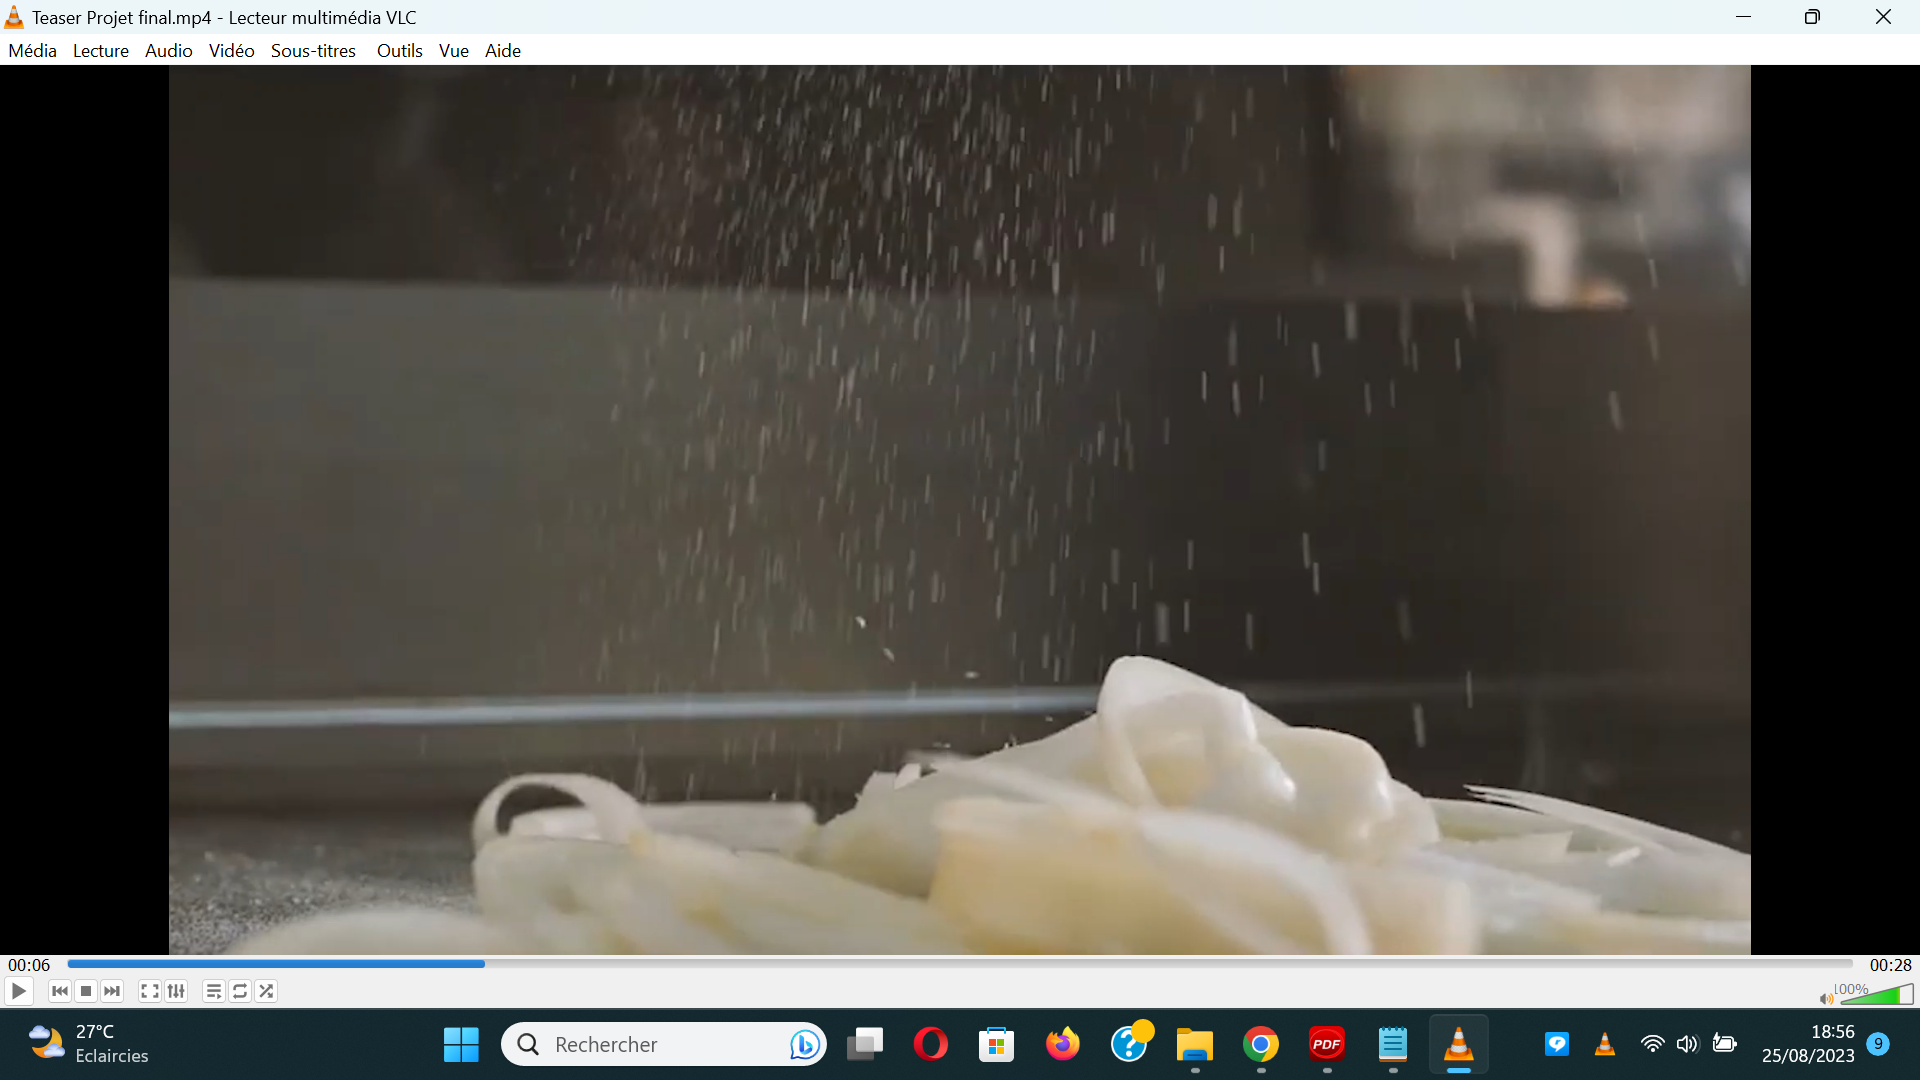 Teaser Projet final.mp4 - Lecteur multimédia VLC
Média Lecture Audio Vidéo Sous-titres Outils Vue Aide
00:06 00:28
100%
27°C
Eclaircies
Rechercher
PDF
18:56
25/08/2023
9